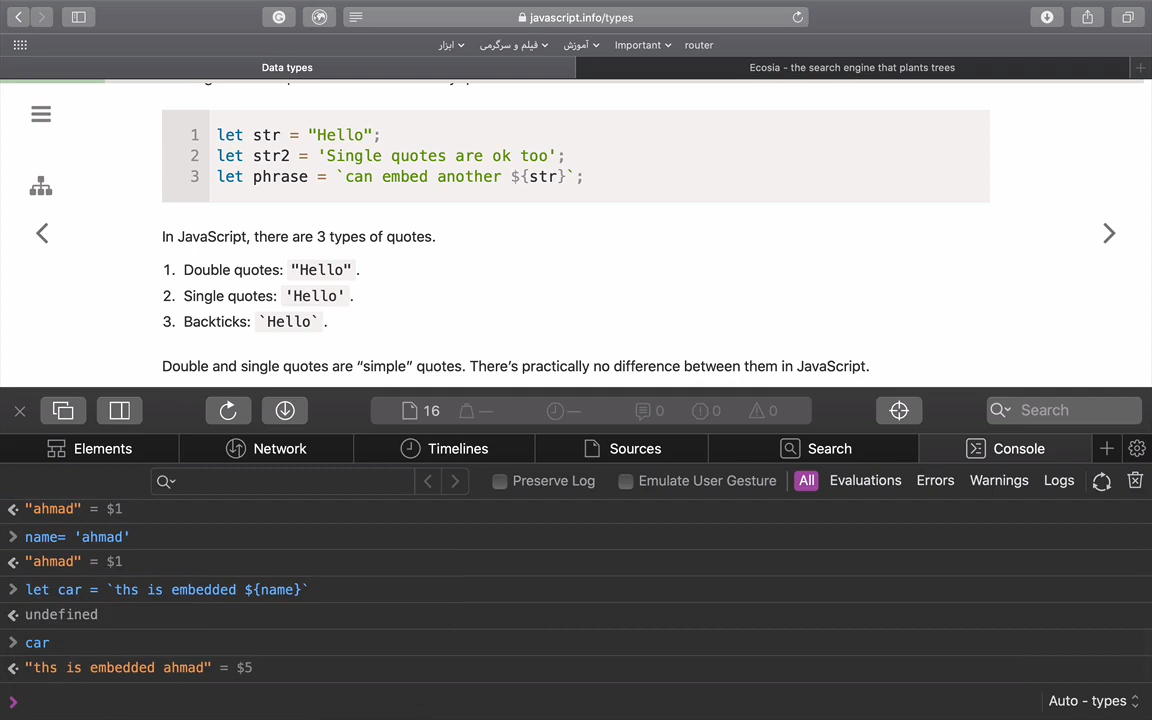 javascript.info/types
ابزار
فیلم و سرگرمی
آموزش
Important
router
Data types
Ecosia - the search engine that plants trees
1 let str = "Hello";
2 let str2 = 'Single quotes are ok too';
3 let phrase = `can embed another ${str}`;
In JavaScript, there are 3 types of quotes.
1. Double quotes: "Hello".
2. Single quotes: 'Hello'.
3. Backticks: `Hello`.
Double and single quotes are “simple” quotes. There’s practically no difference between them in JavaScript.
16 — — 0 0 0 Search
Elements Network Timelines Sources Search Console
Preserve Log Emulate User Gesture All Evaluations Errors Warnings Logs
"ahmad" = $1
name= 'ahmad'
"ahmad" = $1
let car = `ths is embedded ${name}`
undefined
car
"ths is embedded ahmad" = $5
Auto - types